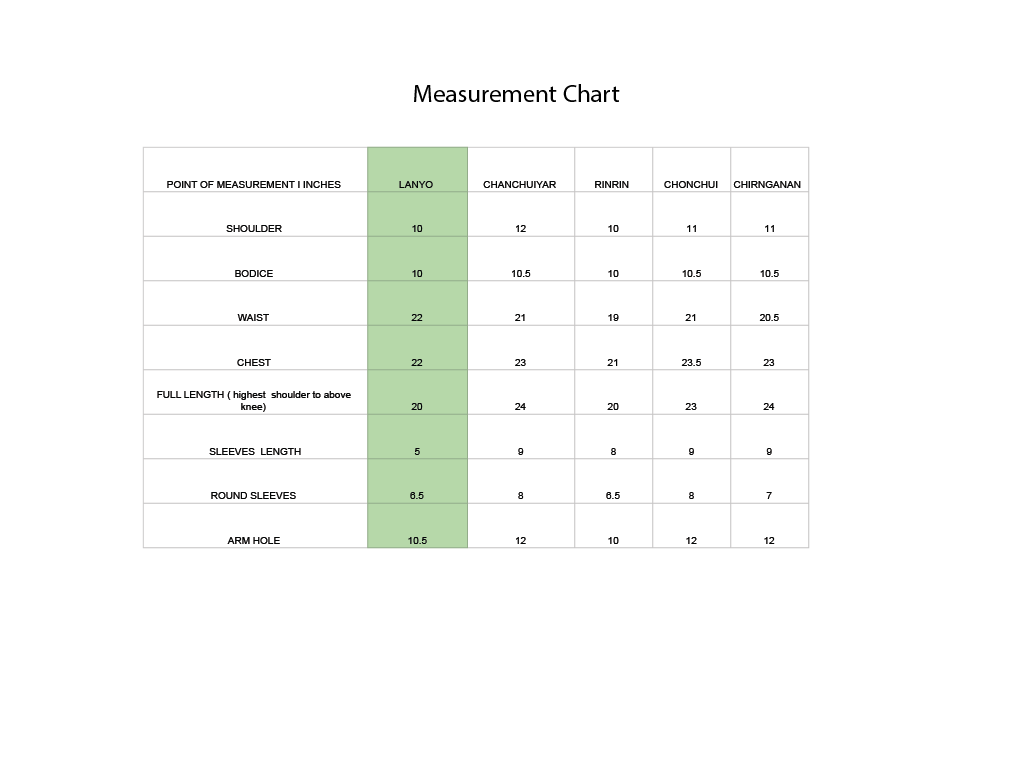 Measurement Chart
POINT OF MEASUREMENT I INCHES LANYO CHANCHUIYAR RINRIN CHONCHUI CHIRNGANAN
SHOULDER 10 12 10 11 11
BODICE 10 10.5 10 10.5 10.5
WAIST 22 21 19 21 20.5
CHEST 22 23 21 23.5 23
FULL LENGTH ( highest shoulder to above
knee) 20 24 20 23 24
SLEEVES LENGTH 5 9 8 9 9
ROUND SLEEVES 6.5 8 6.5 8 7
ARM HOLE 10.5 12 10 12 12